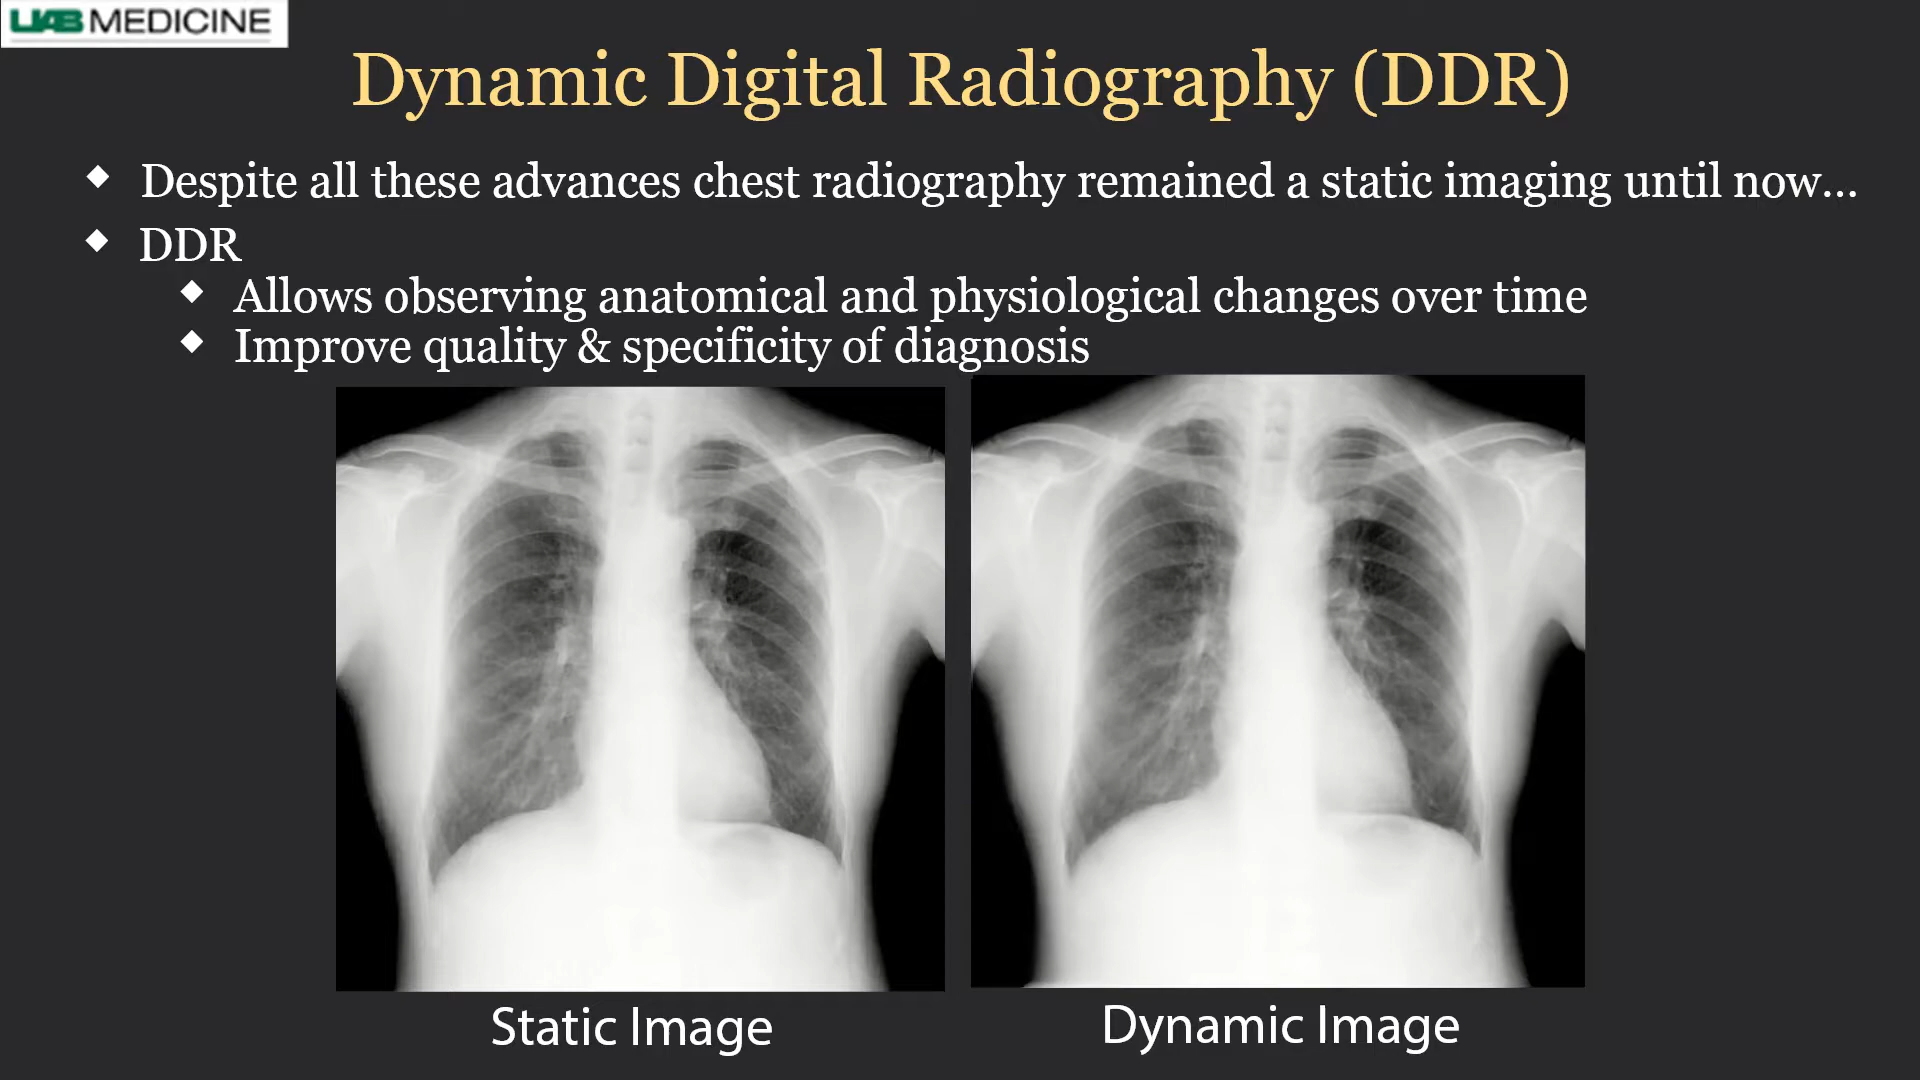 UAB MEDICINE
Dynamic Digital Radiography (DDR)
Despite all these advances chest radiography remained a static imaging until now...
DDR
Allows observing anatomical and physiological changes over time
Improve quality & specificity of diagnosis
Static Image
Dynamic Image